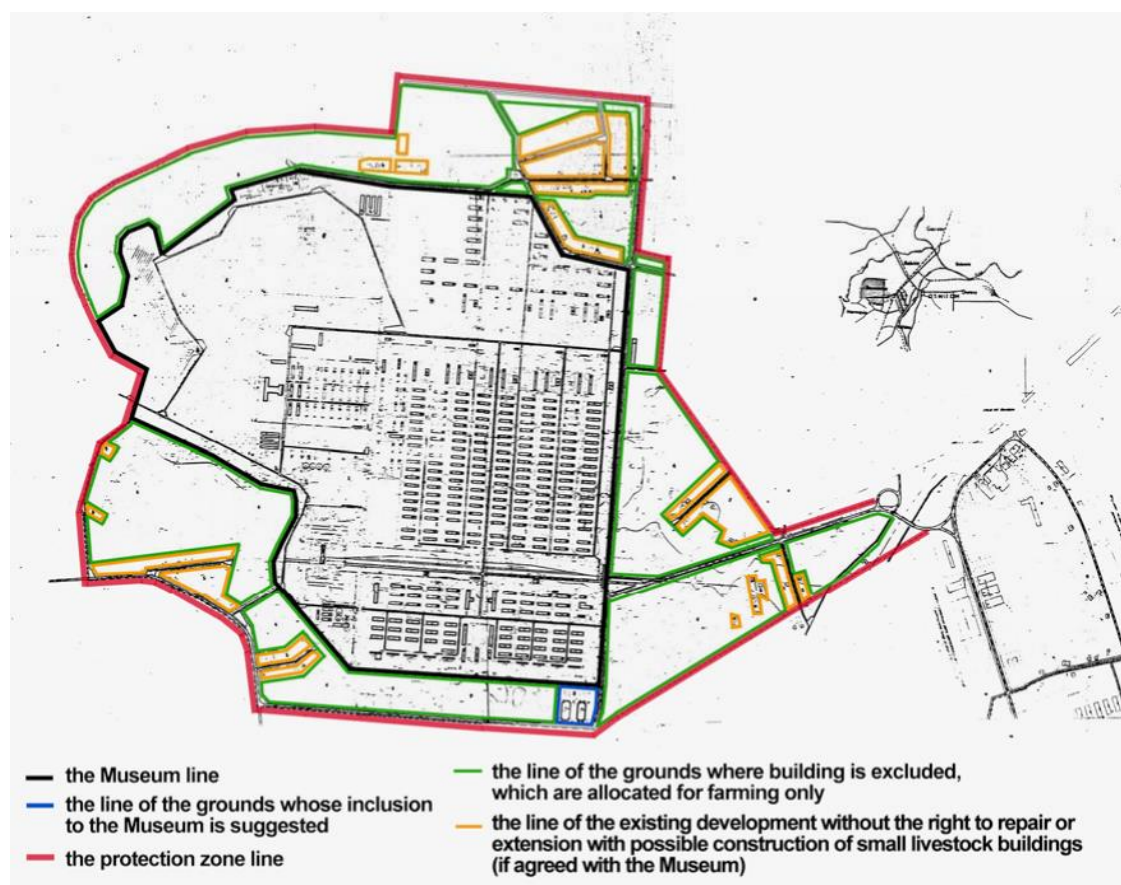 the Museum line
the line of the grounds whose inclusion
to the Museum is suggested
the protection zone line
the line of the grounds where building is excluded,
which are allocated for farming only
the line of the existing development without the right to repair or
extension with possible construction of small livestock buildings
(if agreed with the Museum)